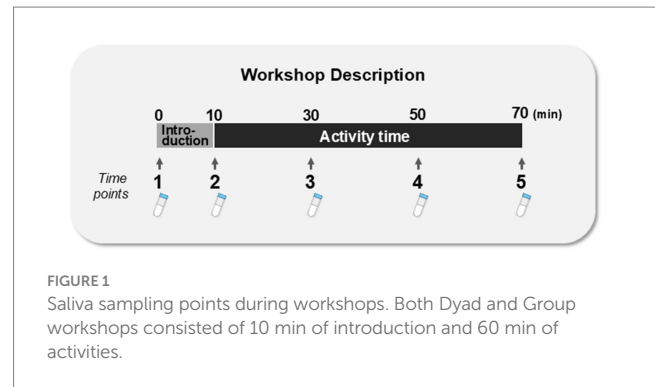 Workshop Description
0 10 30 50 70 (min)
Intro-
duction
Activity time
Time
points
1 2 3 4 5
FIGURE 1
Saliva sampling points during workshops. Both Dyad and Group
workshops consisted of 10 min of introduction and 60 min of
activities.